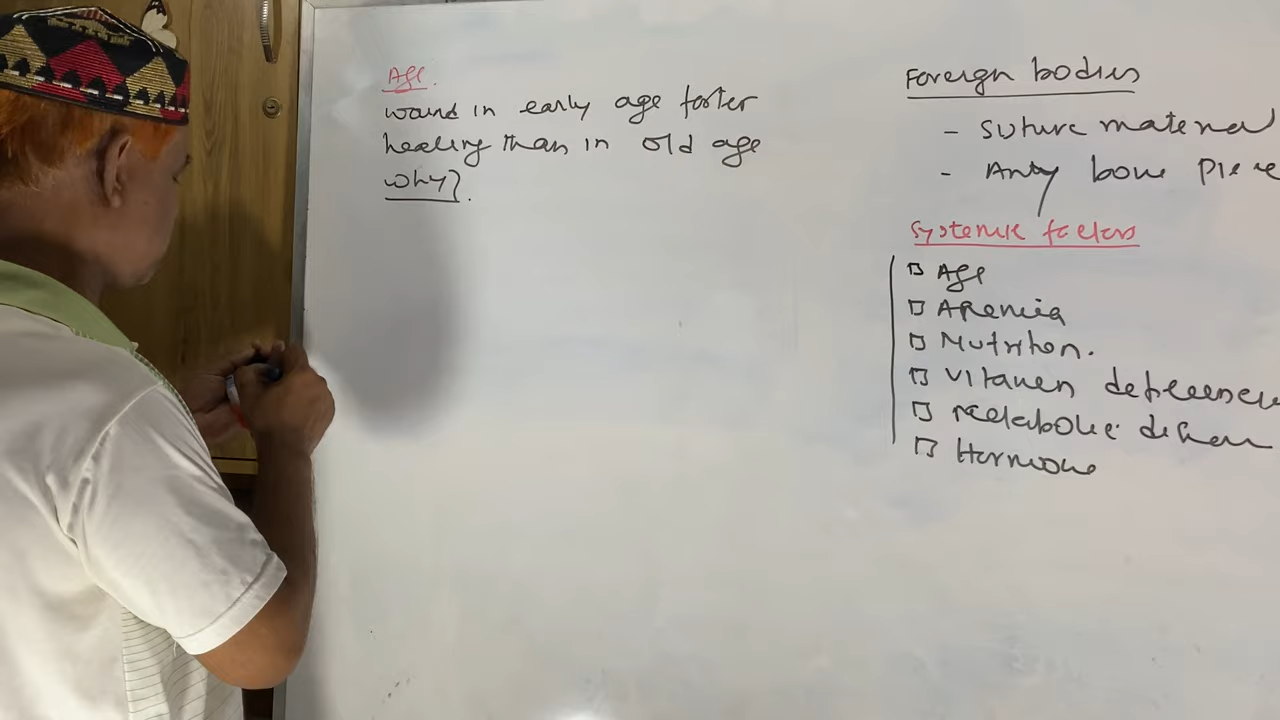 Age.
wound in early age faster
healing than in old age
why?
Foreign bodies
- Suture material
- Any bone Piece
Systemic factors
Age
Anemia
Nutrition.
Vitamin deficiency
Metabolic disease
Hormone